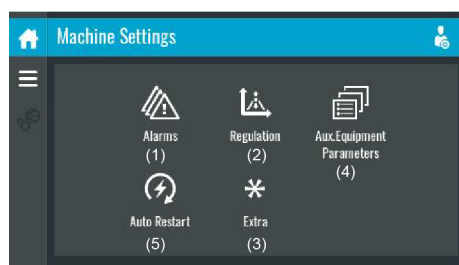 Machine Settings
Alarms
(1)
Regulation
(2)
Aux.Equipment
Parameters
(4)
Auto Restart
(5)
Extra
(3)